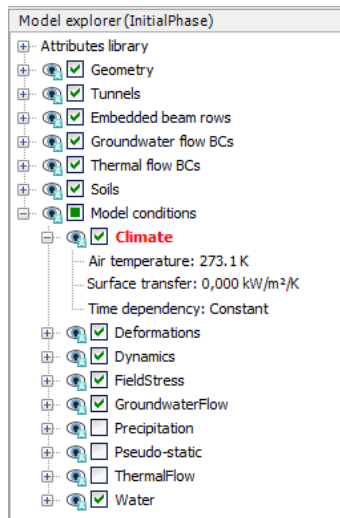 Model explorer (InitialPhase)
Attributes library
Geometry
Tunnels
Embedded beam rows
Groundwater flow BCs
Thermal flow BCs
Soils
Model conditions
Climate
Air temperature: 273.1 K
Surface transfer: 0,000 kW/m²/K
Time dependency: Constant
Deformations
Dynamics
FieldStress
GroundwaterFlow
Precipitation
Pseudo-static
ThermalFlow
Water